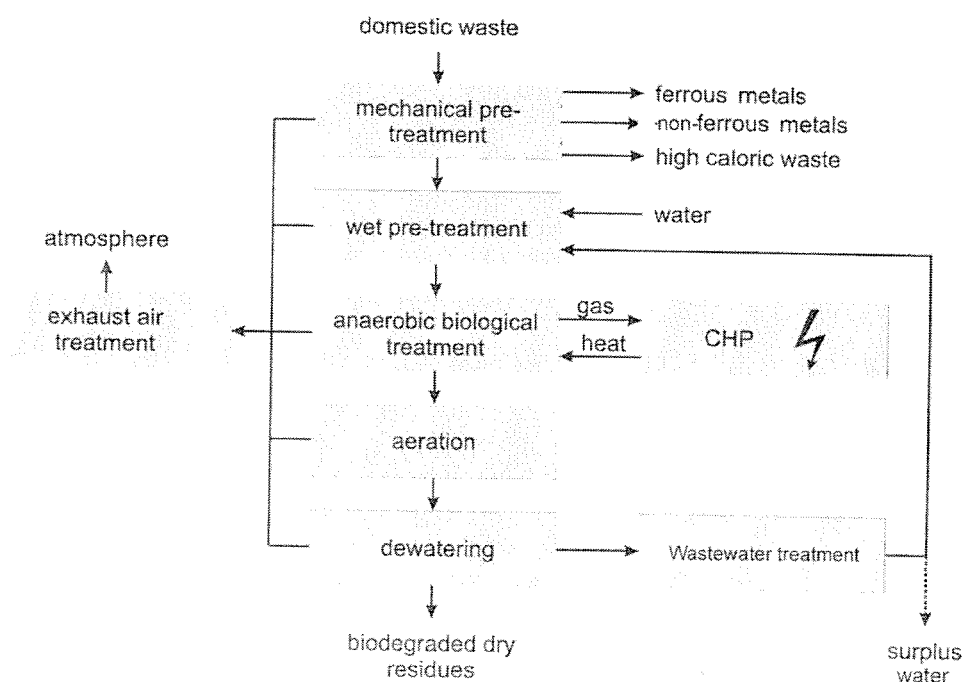 domestic waste
mechanical pre-
treatment
ferrous metals
non-ferrous metals
high caloric waste
wet pre-treatment
water
atmosphere
exhaust air
treatment
anaerobic biological
treatment
gas
heat
CHP
aeration
dewatering
Wastewater treatment
biodegraded dry
residues
surplus
water